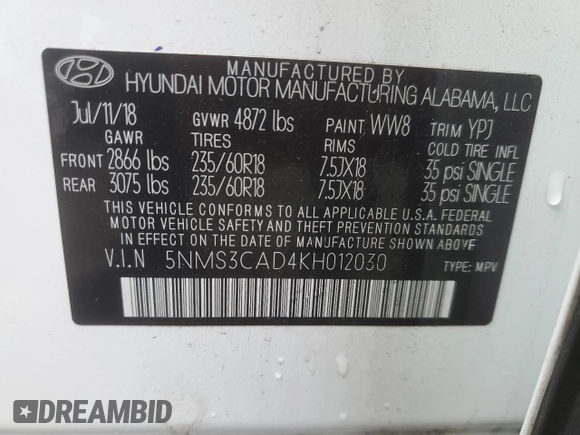 MANUFACTURED BY
HYUNDAI MOTOR MANUFACTURING ALABAMA, LLC
Jul/11/18 GVWR 4872 lbs PAINT WW8 TRIM YPJ
GAWR TIRES RIMS COLD TIRE INFL
FRONT 2866 lbs 235/60R18 7.5JX18 35 psi SINGLE
REAR 3075 lbs 235/60R18 7.5JX18 35 psi SINGLE
THIS VEHICLE CONFORMS TO ALL APPLICABLE U.S.A. FEDERAL
MOTOR VEHICLE SAFETY AND THEFT PREVENTION STANDARDS
IN EFFECT ON THE DATE OF MANUFACTURE SHOWN ABOVE
V.I.N 5NMS3CAD4KH012030 TYPE: MPV
DREAMBID